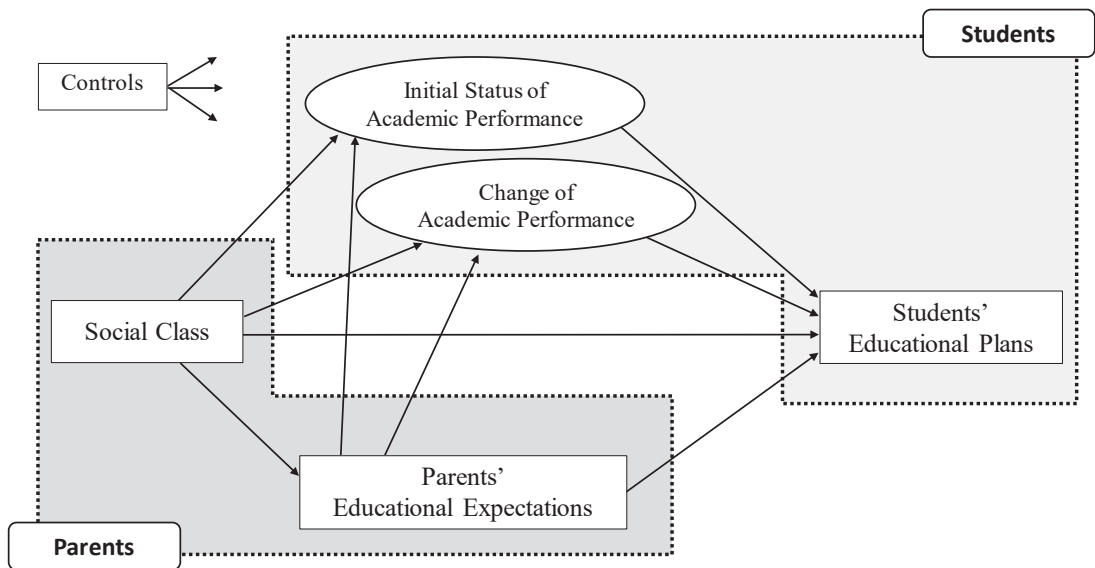 Students
Controls
Initial Status of
Academic Performance
Change of
Academic Performance
Social Class
Students’
Educational Plans
Parents’
Educational Expectations
Parents